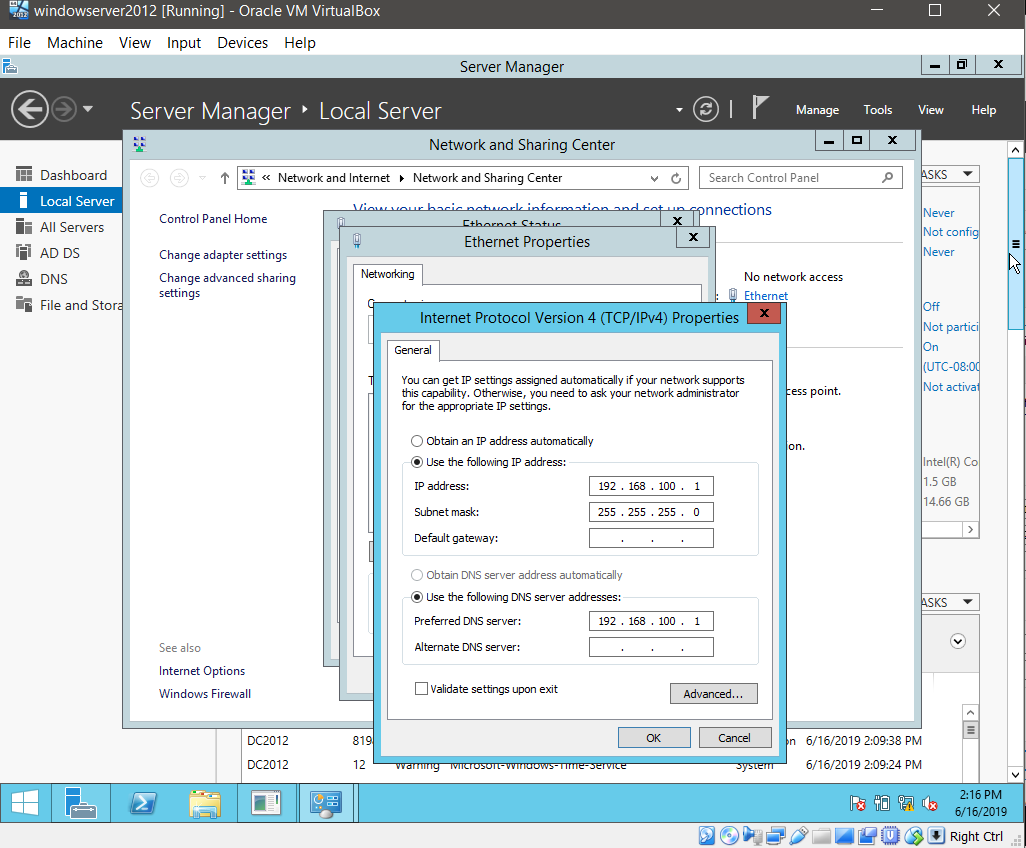 windowserver2012 [Running] - Oracle VM VirtualBox
File Machine View Input Devices Help
Server Manager
Server Manager ‣ Local Server
Manage Tools View Help
Network and Sharing Center
Dashboard
Local Server
All Servers
AD DS
DNS
File and Stora
« Network and Internet ▸ Network and Sharing Center
Search Control Panel
Control Panel Home
Change adapter settings
Change advanced sharing
settings
View your basic network information and set up connections
No network access
Ethernet
cess point.
ion.
See also
Internet Options
Windows Firewall
Ethernet Status
X
Ethernet Properties
X
Networking
Internet Protocol Version 4 (TCP/IPv4) Properties
X
General
You can get IP settings assigned automatically if your network supports
this capability. Otherwise, you need to ask your network administrator
for the appropriate IP settings.
Obtain an IP address automatically
Use the following IP address:
IP address: 192 . 168 . 100 . 1
Subnet mask: 255 . 255 . 255 . 0
Default gateway: . . .
Obtain DNS server address automatically
Use the following DNS server addresses:
Preferred DNS server: 192 . 168 . 100 . 1
Alternate DNS server: . . .
Validate settings upon exit
Advanced...
OK Cancel
ASKS
Never
Not config
Never
Off
Not partici
On
(UTC-08:00
Not activat
Intel(R) Co
1.5 GB
14.66 GB
ASKS
DC2012 819 on 6/16/2019 2:09:38 PM
DC2012 12 Warning Microsoft-Windows-Time-Service System 6/16/2019 2:09:24 PM
2:16 PM
6/16/2019
Right Ctrl